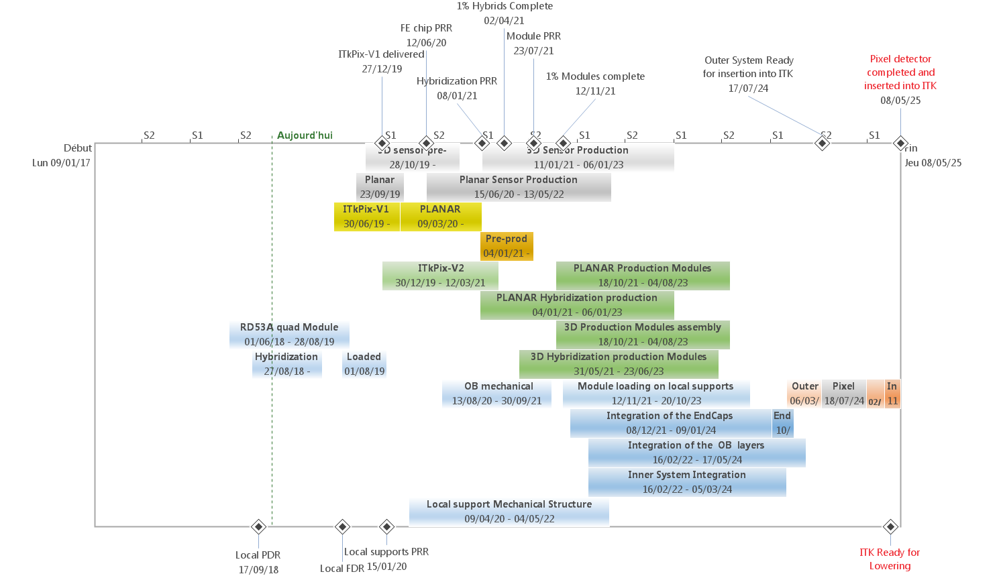 1% Hybrids Complete
02/04/21
FE chip PRR
12/06/20
Module PRR
23/07/21
ITkPix-V1 delivered
27/12/19
Hybridization PRR
08/01/21
1% Modules complete
12/11/21
Outer System Ready
for insertion into ITK
17/07/24
Pixel detector
completed and
inserted into ITK
08/05/25
S2
S1
S2
Aujourd'hui
S1
S2
S1
S1
S2
S1
S2
S1
S2
S1
Début
Lun 09/01/17
Fin
Jeu 08/05/25
3D sensor pre-
28/10/19 -
3D Sensor Production
11/01/21 - 06/01/23
Planar
23/09/19
Planar Sensor Production
15/06/20 - 13/05/22
ITkPix-V1
30/06/19 -
PLANAR
09/03/20 -
Pre-prod
04/01/21 -
ITkPix-V2
30/12/19 - 12/03/21
PLANAR Production Modules
18/10/21 - 04/08/23
PLANAR Hybridization production
04/01/21 - 06/01/23
RD53A quad Module
01/06/18 - 28/08/19
3D Production Modules assembly
18/10/21 - 04/08/23
Hybridization
27/08/18 -
Loaded
01/08/19
3D Hybridization production Modules
31/05/21 - 23/06/23
OB mechanical
13/08/20 - 30/09/21
Module loading on local supports
12/11/21 - 20/10/23
Outer
06/03/
Pixel
18/07/24
02/
In
11
Integration of the EndCaps
08/12/21 - 09/01/24
End
10/
Integration of the OB layers
16/02/22 - 17/05/24
Inner System Integration
16/02/22 - 05/03/24
Local support Mechanical Structure
09/04/20 - 04/05/22
Local PDR
17/09/18
Local FDR
Local supports PRR
15/01/20
ITK Ready for
Lowering